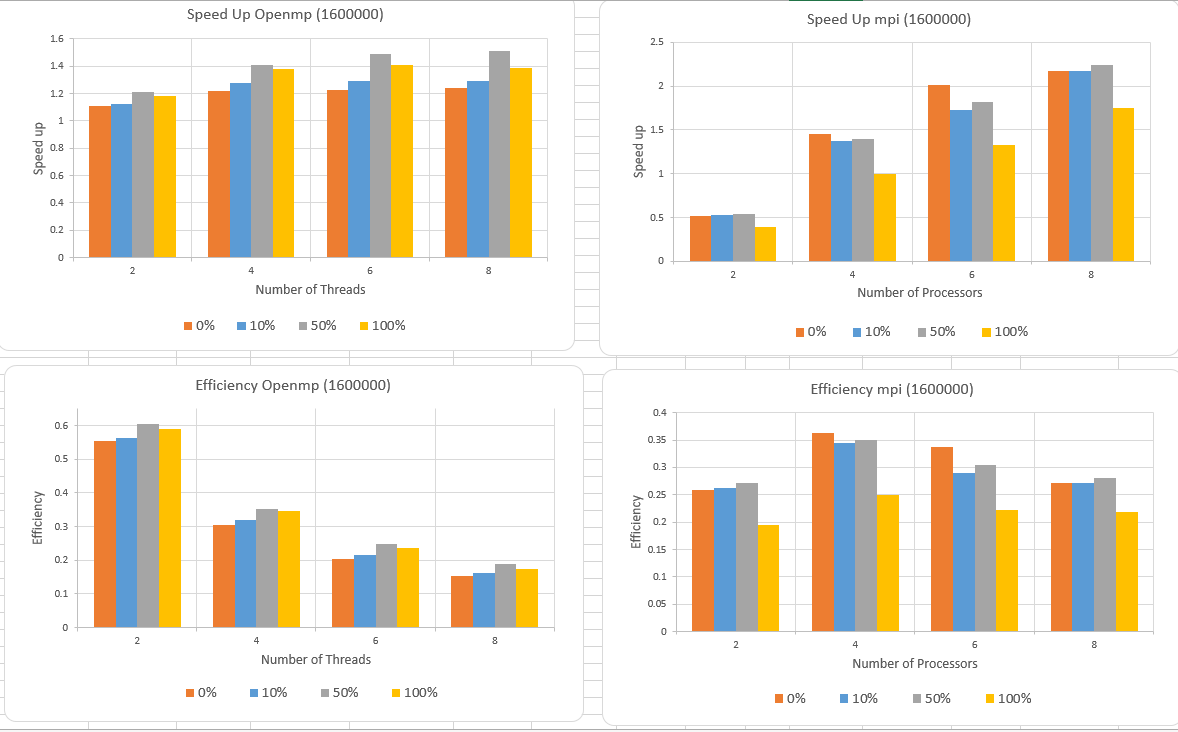 Speed Up Openmp (1600000)
1.6
1.4
1.2
1
0.8
0.6
0.4
0.2
0
Speed up
2 4 6 8
Number of Threads
0% 10% 50% 100%
Speed Up mpi (1600000)
2.5
2
1.5
1
0.5
0
Speed up
2 4 6 8
Number of Processors
0% 10% 50% 100%
Efficiency Openmp (1600000)
0.6
0.5
0.4
0.3
0.2
0.1
0
Efficiency
2 4 6 8
Number of Threads
0% 10% 50% 100%
Efficiency mpi (1600000)
0.4
0.35
0.3
0.25
0.2
0.15
0.1
0.05
0
Efficiency
2 4 6 8
Number of Processors
0% 10% 50% 100%